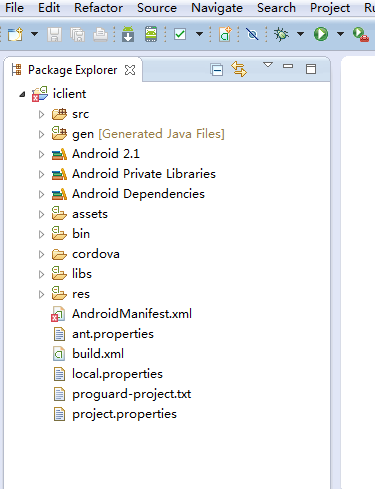 File Edit Refactor Source Navigate Search Project
Package Explorer
iclient
src
gen [Generated Java Files]
Android 2.1
Android Private Libraries
Android Dependencies
assets
bin
cordova
libs
res
AndroidManifest.xml
ant.properties
build.xml
local.properties
proguard-project.txt
project.properties